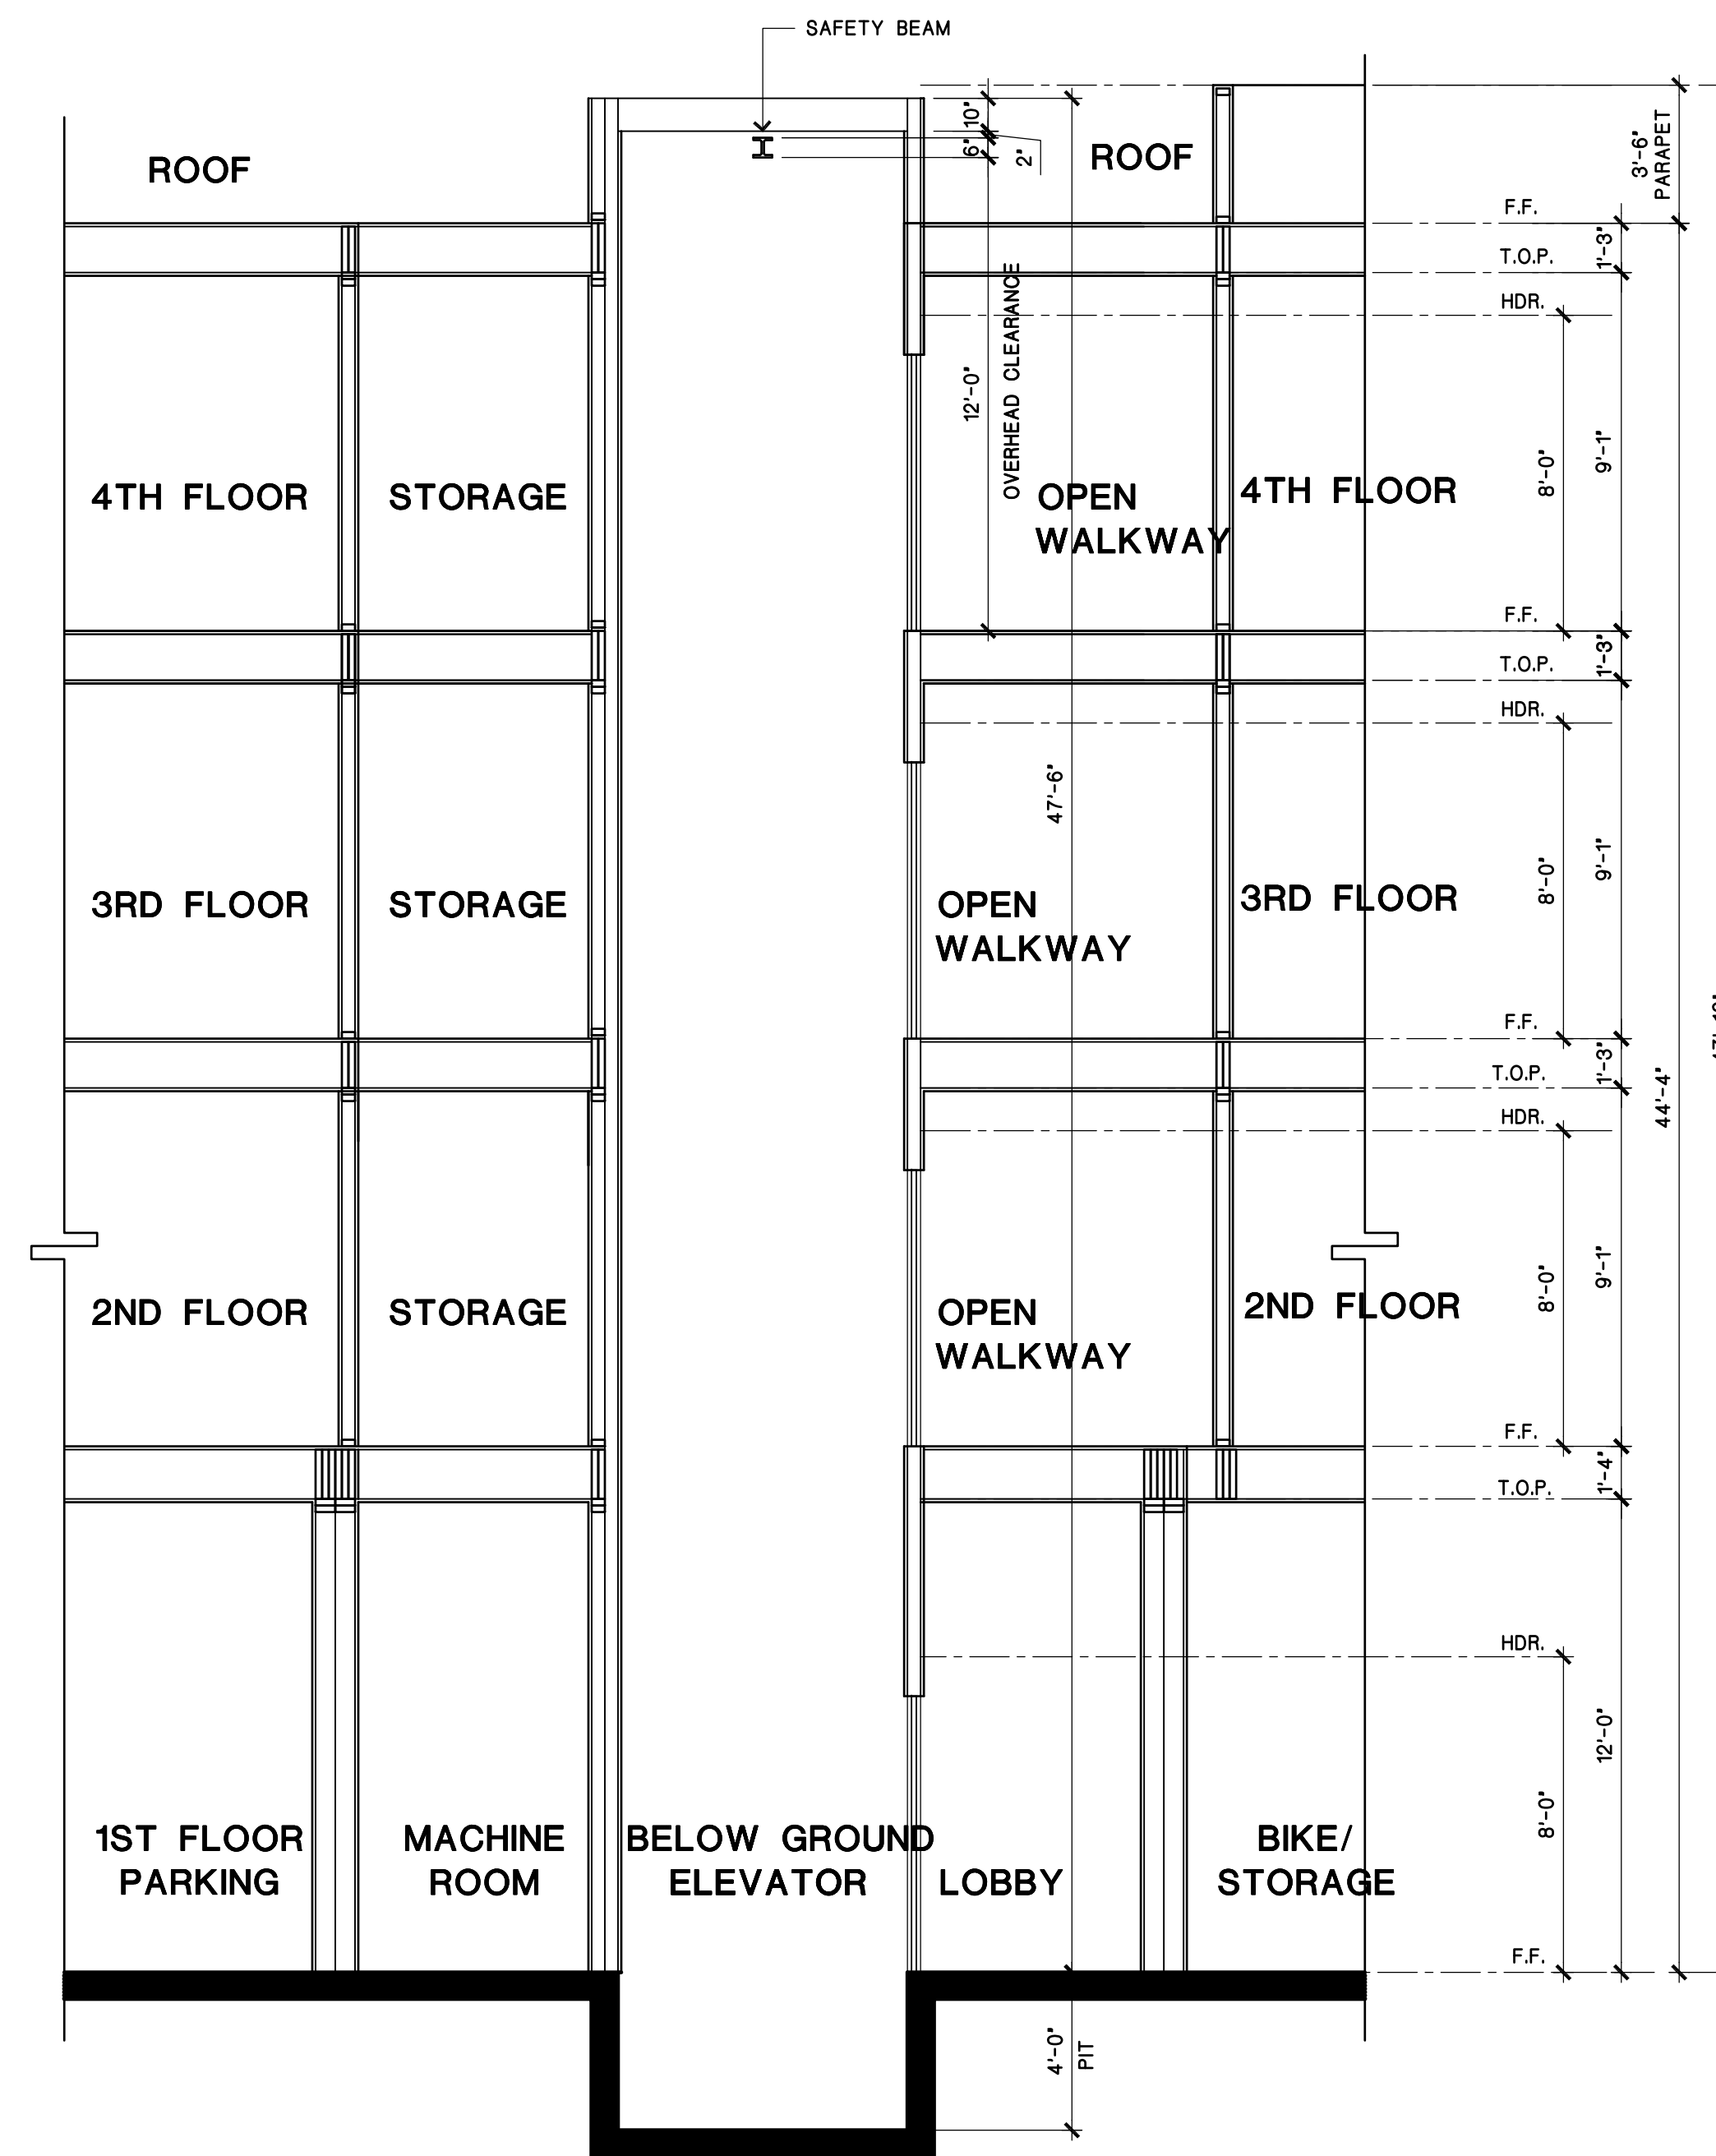 SAFETY BEAM
10"
6"
2"
ROOF
ROOF
3'-6"
PARAPET
F.F.
1'-3"
T.O.P.
HDR.
OVERHEAD CLEARANCE
12'-0"
8'-0"
9'-1"
4TH FLOOR
STORAGE
OPEN
WALKWAY
4TH FLOOR
F.F.
1'-3"
T.O.P.
HDR.
47'-6"
8'-0"
9'-1"
3RD FLOOR
STORAGE
OPEN
WALKWAY
3RD FLOOR
F.F.
1'-3"
T.O.P.
44'-4"
HDR.
8'-0"
9'-1"
2ND FLOOR
STORAGE
OPEN
WALKWAY
2ND FLOOR
F.F.
1'-4"
T.O.P.
HDR.
12'-0"
8'-0"
1ST FLOOR
PARKING
MACHINE
ROOM
BELOW GROUND
ELEVATOR
LOBBY
BIKE/
STORAGE
F.F.
4'-0"
PIT